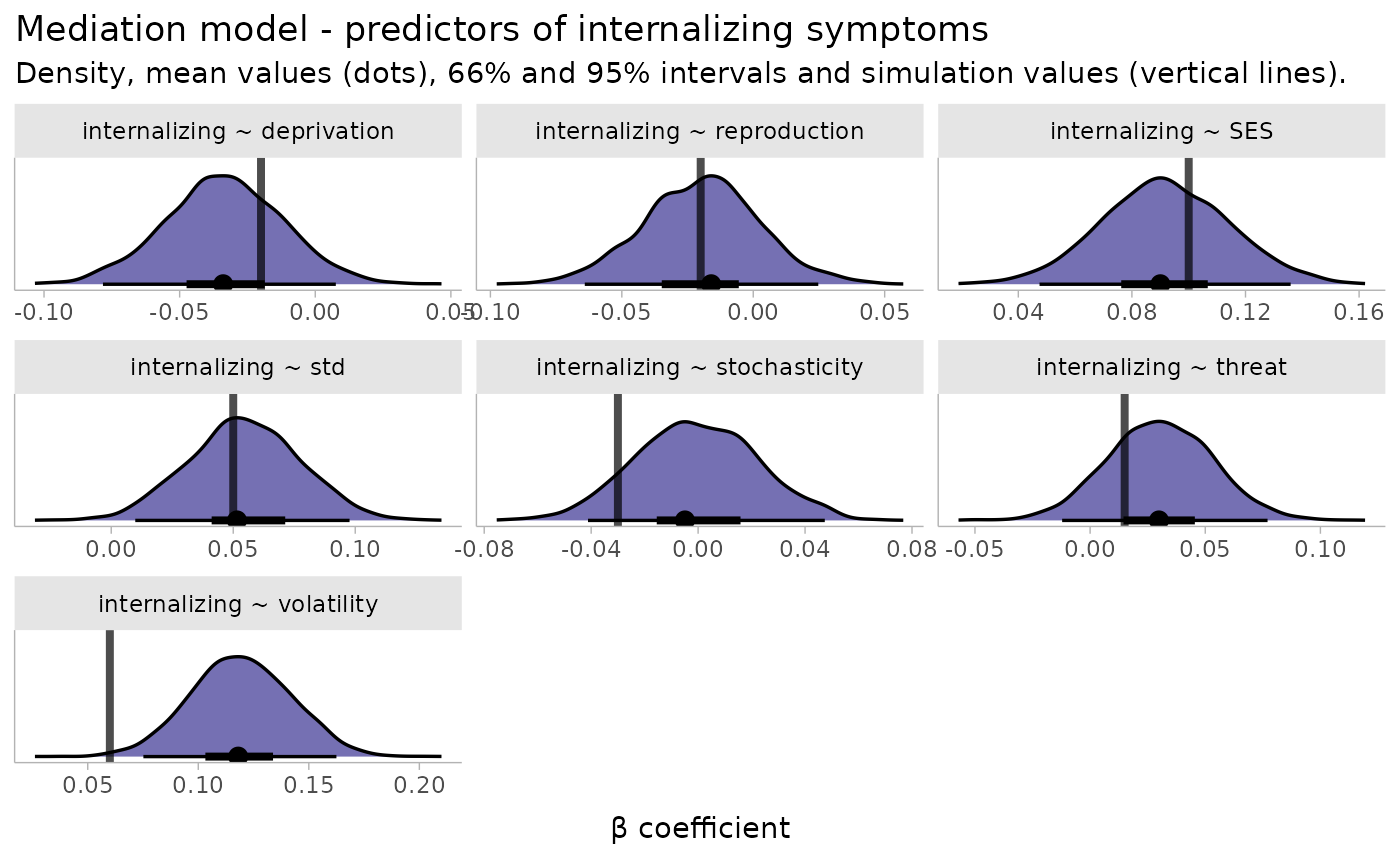 Mediation model - predictors of internalizing symptoms
Density, mean values (dots), 66% and 95% intervals and simulation values (vertical lines).
internalizing ~ deprivation
internalizing ~ reproduction
internalizing ~ SES
-0.10 -0.05 0.00 0.05
-0.10 -0.05 0.00 0.05
0.04 0.08 0.12 0.16
internalizing ~ std
internalizing ~ stochasticity
internalizing ~ threat
0.00 0.05 0.10
-0.08 -0.04 0.00 0.04 0.08
-0.05 0.00 0.05 0.10
internalizing ~ volatility
0.05 0.10 0.15 0.20
β coefficient